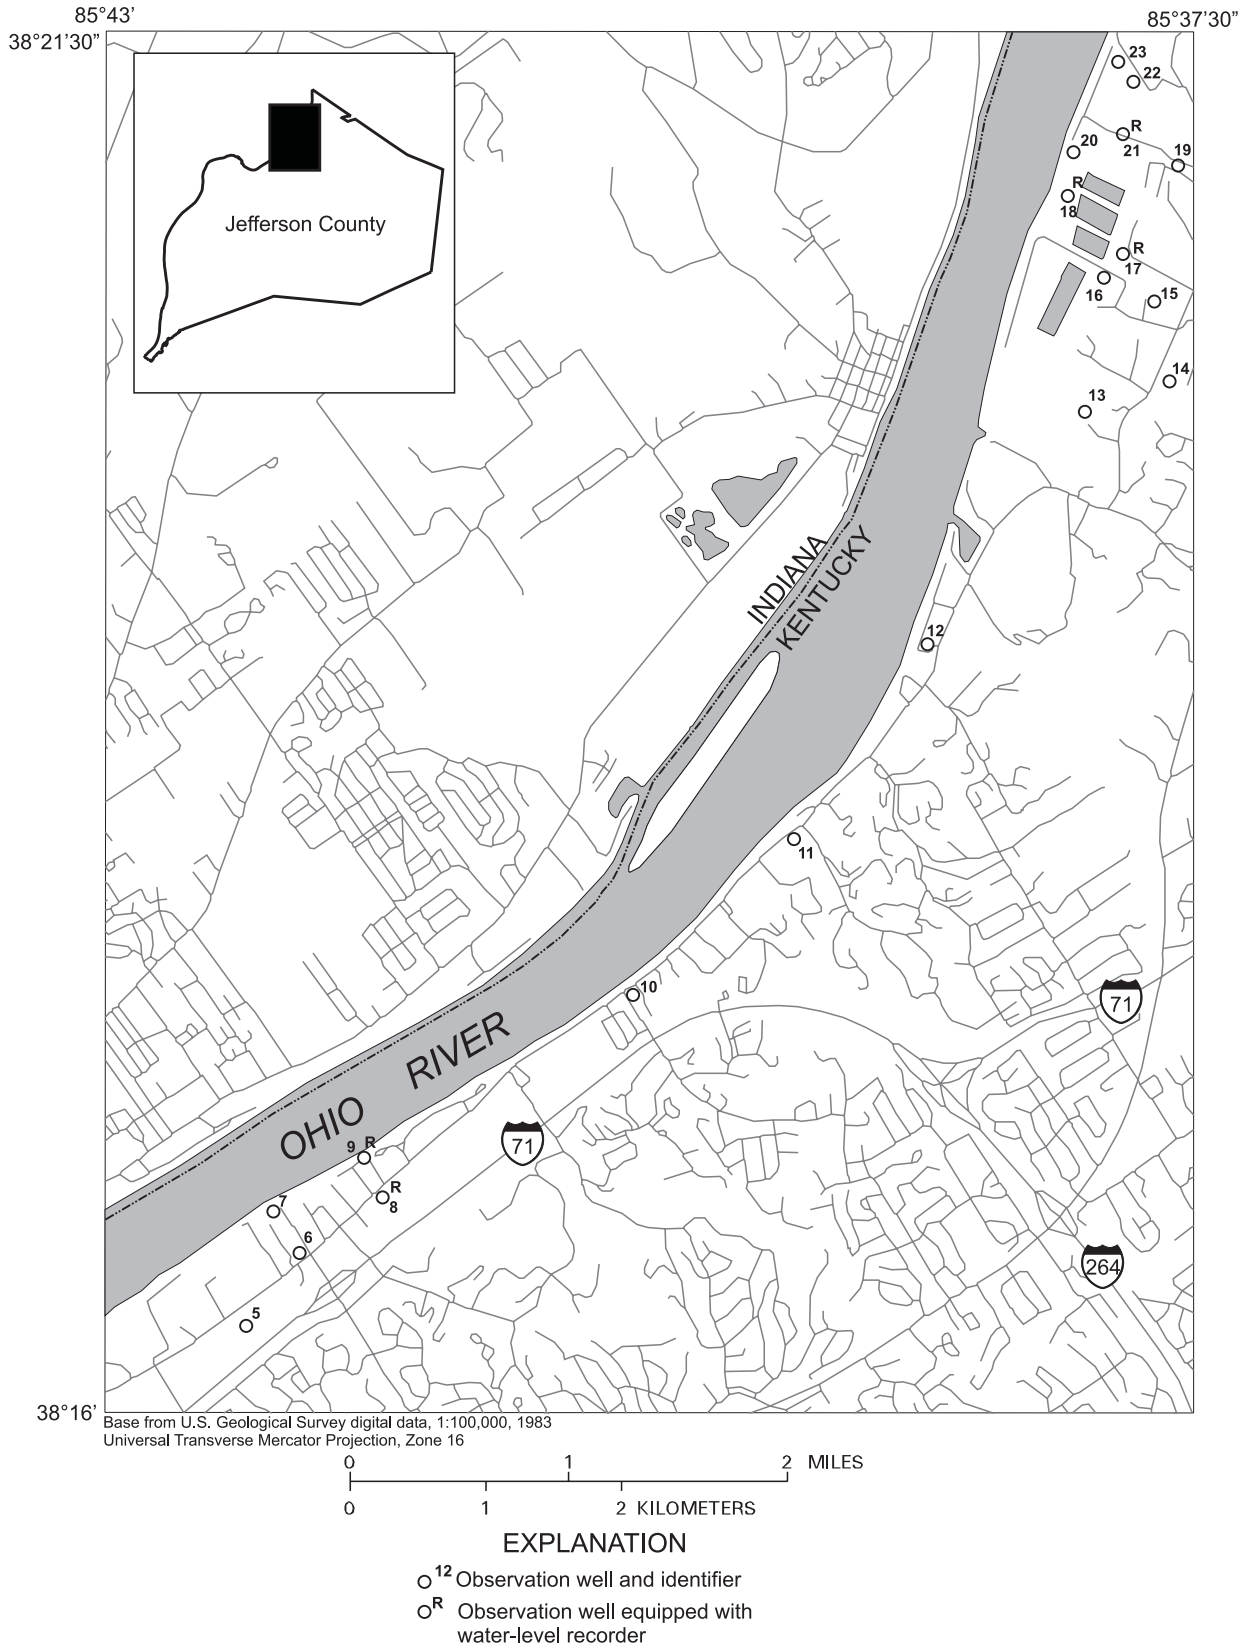 85°43’
85°37’30”
38°21’30”
23
22
R
21
20
19
R
18
R
17
16
15
14
13
Jefferson County
INDIANA
KENTUCKY
12
11
10
71
OHIO RIVER
71
9 R
R
8
7
6
264
5
38°16’
Base from U.S. Geological Survey digital data, 1:100,000, 1983
Universal Transverse Mercator Projection, Zone 16
0 1 2 MILES
0 1 2 KILOMETERS
EXPLANATION
12 Observation well and identifier
R Observation well equipped with
water-level recorder